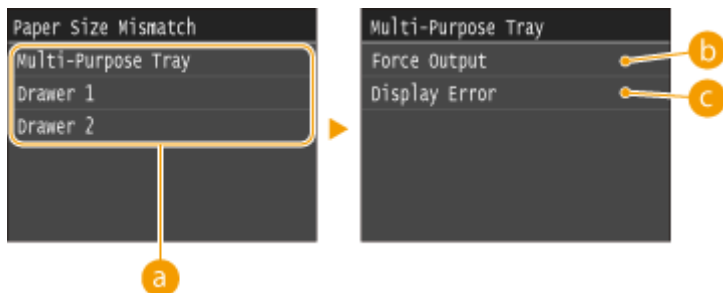 Paper Size Mismatch
Multi-Purpose Tray
Drawer 1
Drawer 2
a
Multi-Purpose Tray
Force Output
b
Display Error
c